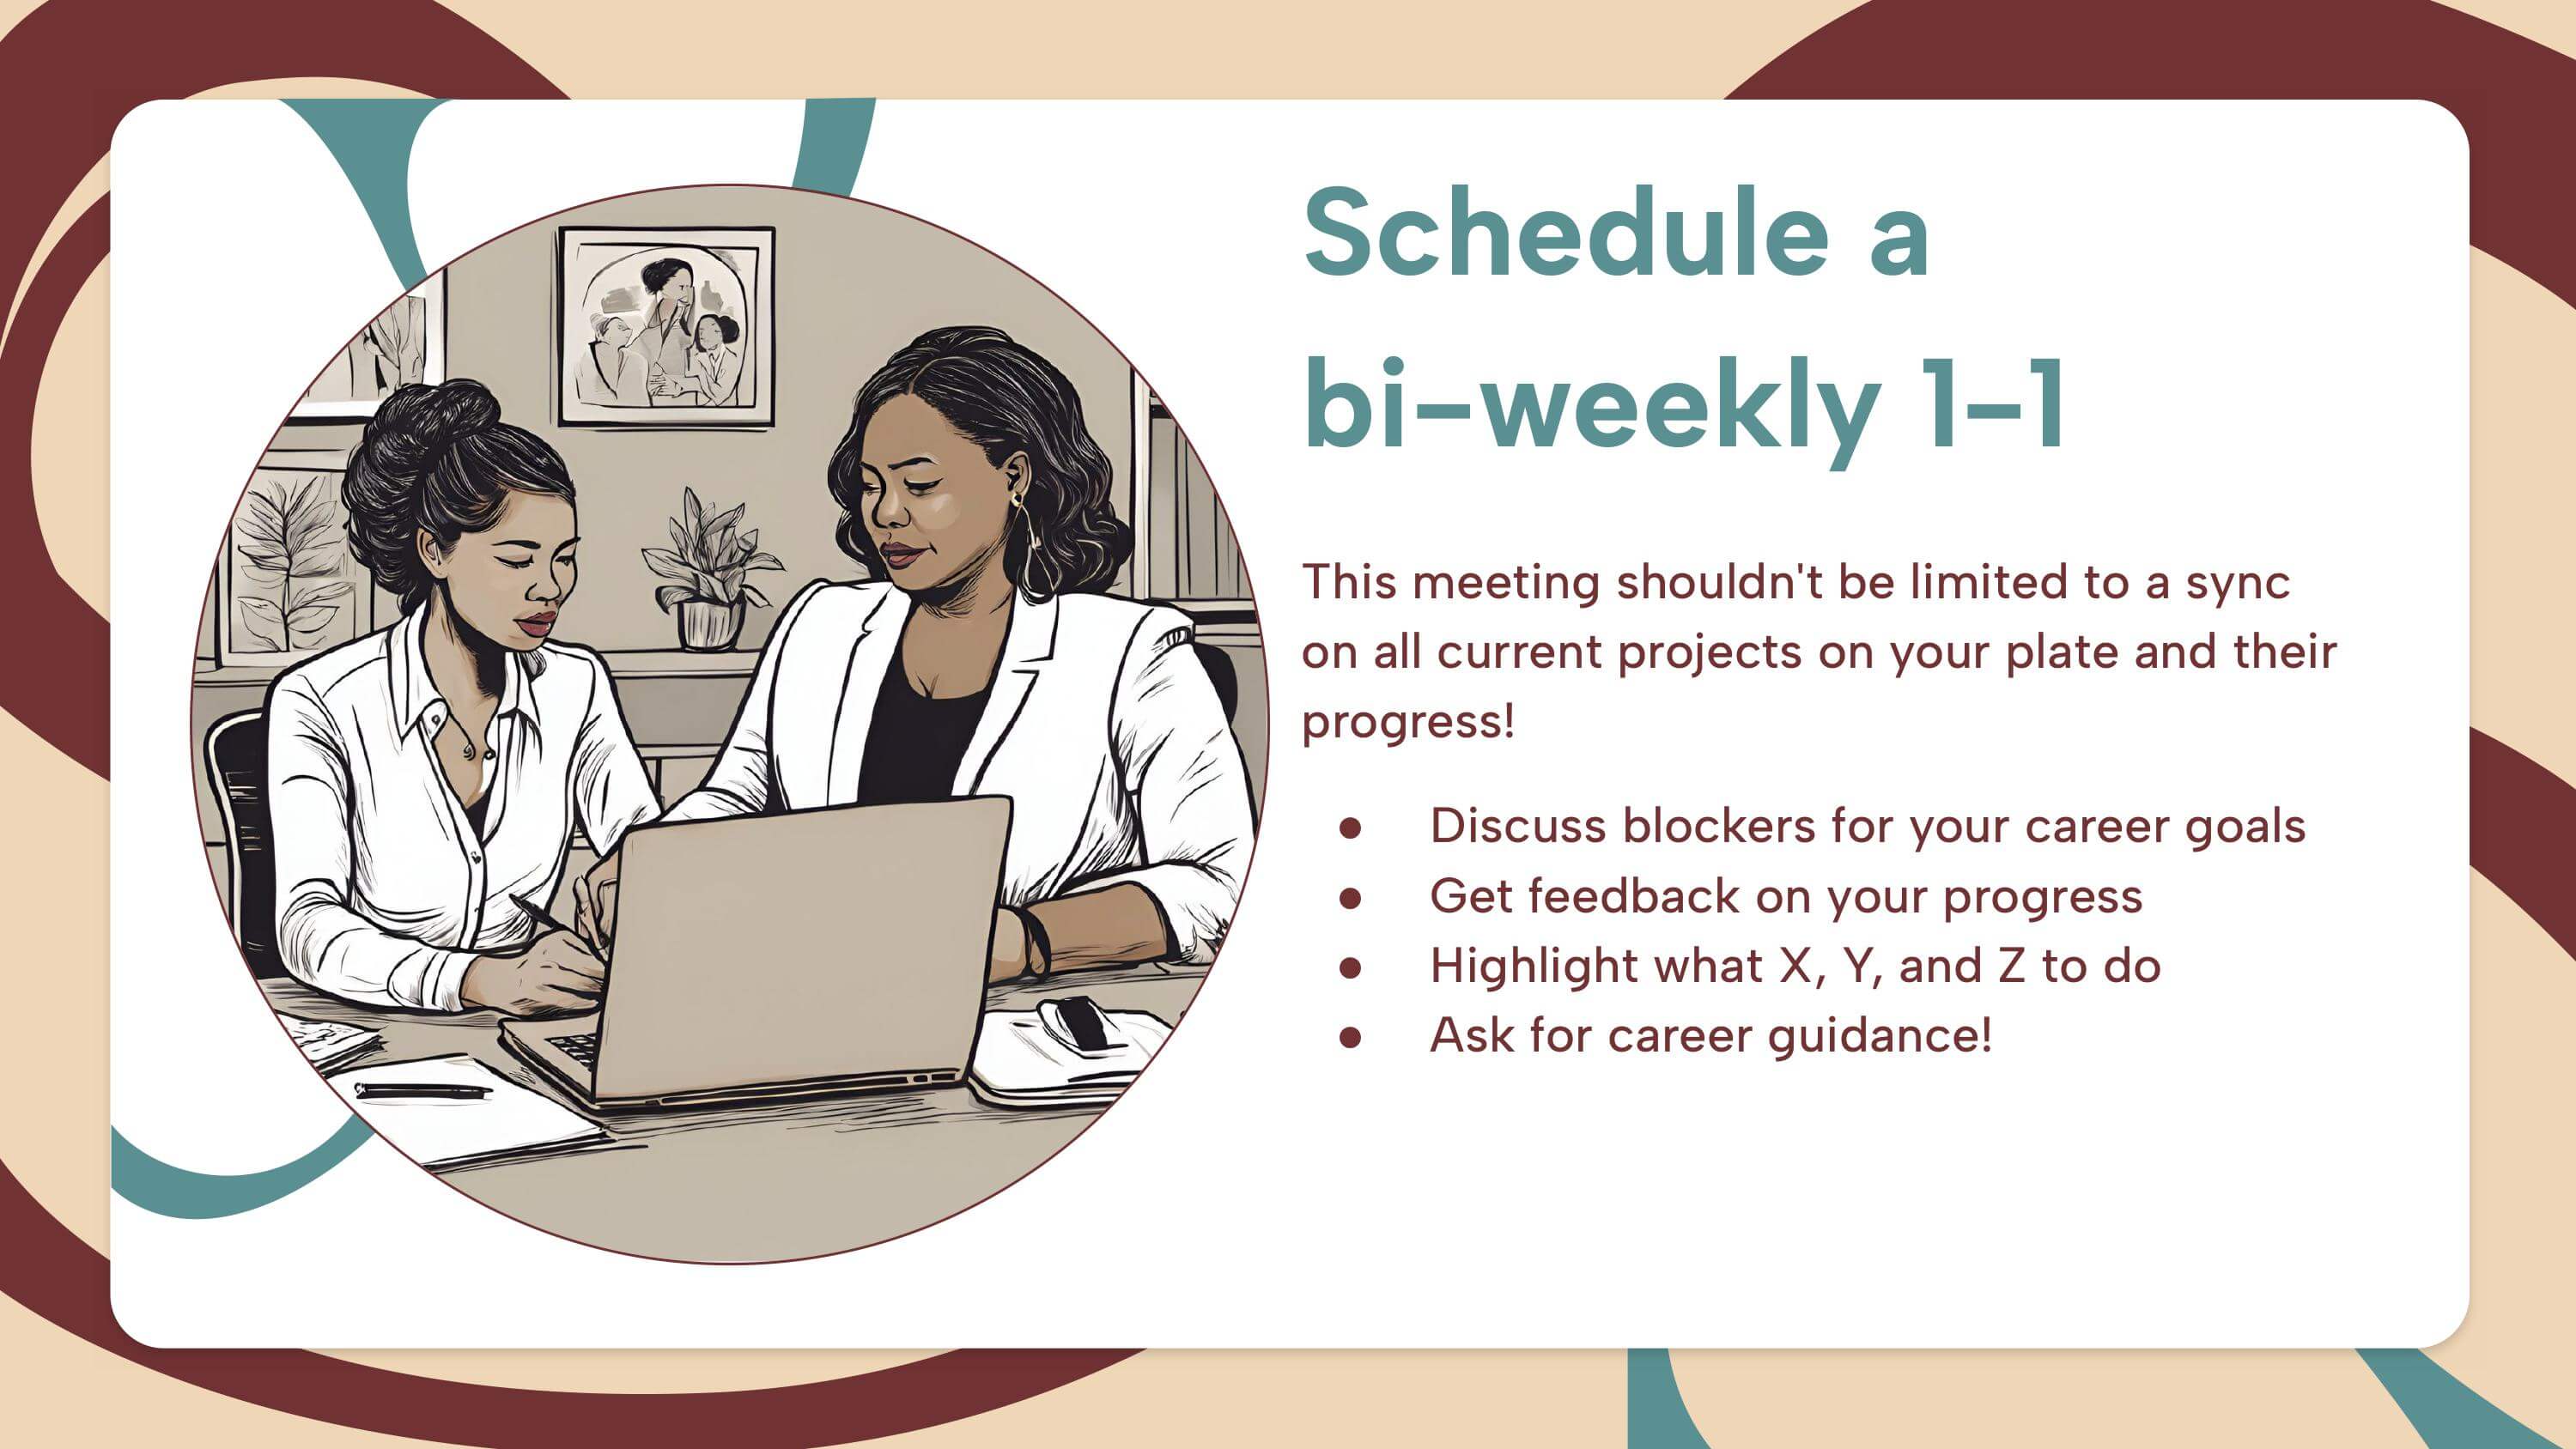 Schedule a
bi-weekly 1-1
This meeting shouldn't be limited to a sync
on all current projects on your plate and their
progress!
● Discuss blockers for your career goals
● Get feedback on your progress
● Highlight what X, Y, and Z to do
● Ask for career guidance!